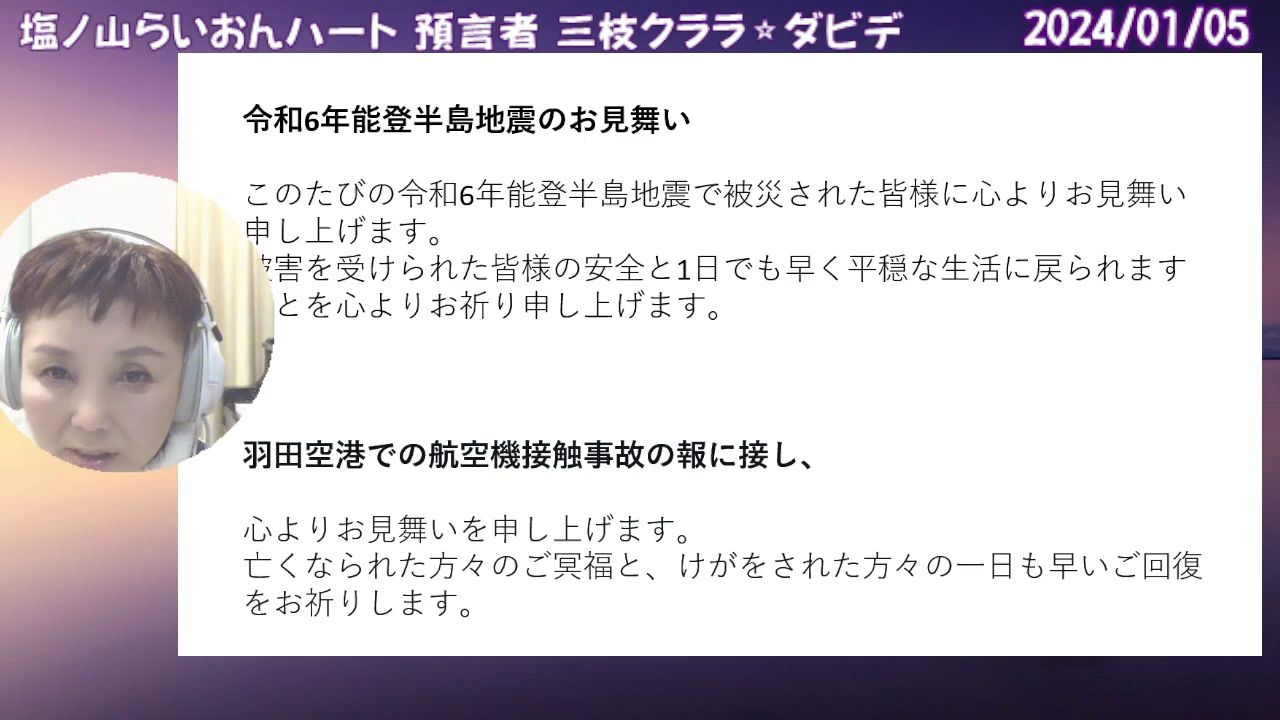 塩ノ山らいおんハート 預言者 三枝クララ☆ダビデ 2024/01/05
令和6年能登半島地震のお見舞い
このたびの令和6年能登半島地震で被災された皆様に心よりお見舞い
申し上げます。
害を受けられた皆様の安全と1日でも早く平穏な生活に戻られます
とを心よりお祈り申し上げます。
羽田空港での航空機接触事故の報に接し、
心よりお見舞いを申し上げます。
亡くなられた方々のご冥福と、けがをされた方々の一日も早いご回復
をお祈りします。